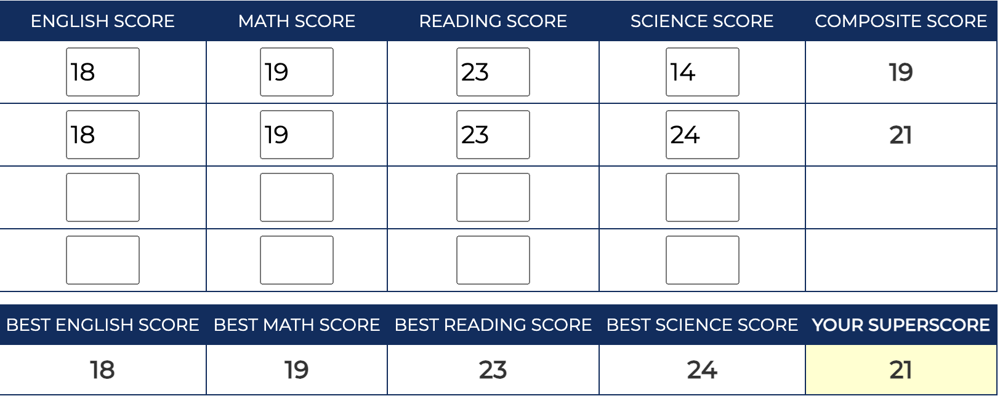 ENGLISH SCORE MATH SCORE READING SCORE SCIENCE SCORE COMPOSITE SCORE
18 19 23 14 19
18 19 23 24 21
BEST ENGLISH SCORE BEST MATH SCORE BEST READING SCORE BEST SCIENCE SCORE YOUR SUPERSCORE
18 19 23 24 21